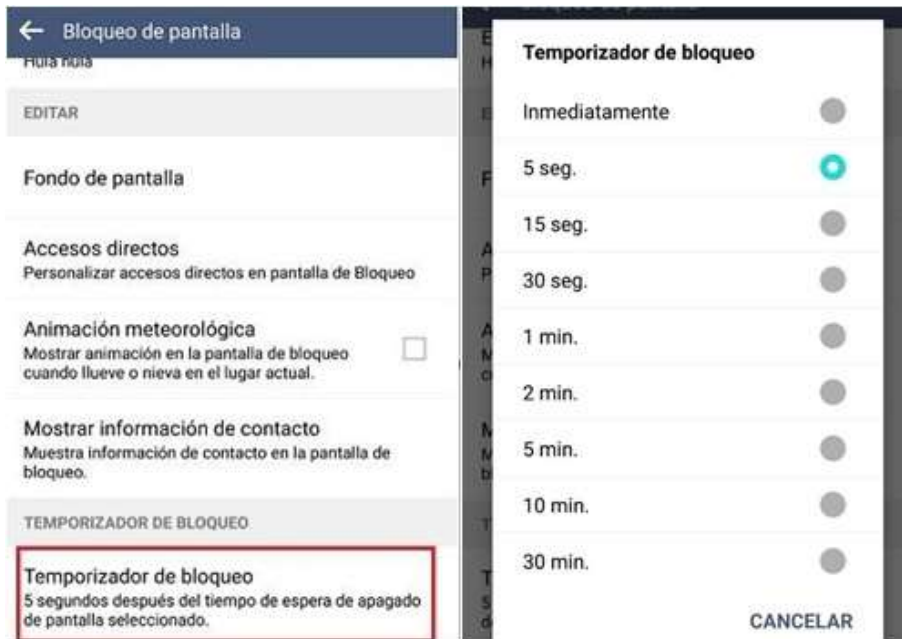 Bloqueo de pantalla
Hula hula
EDITAR
Fondo de pantalla
Accesos directos
Personalizar accesos directos en pantalla de Bloqueo
Animación meteorológica
Mostrar animación en la pantalla de bloqueo
cuando llueve o nieva en el lugar actual.
Mostrar información de contacto
Muestra información de contacto en la pantalla de
bloqueo.
TEMPORIZADOR DE BLOQUEO
Temporizador de bloqueo
5 segundos después del tiempo de espera de apagado
de pantalla seleccionado.
Temporizador de bloqueo
Inmediatamente
5 seg.
15 seg.
30 seg.
1 min.
2 min.
5 min.
10 min.
30 min.
CANCELAR